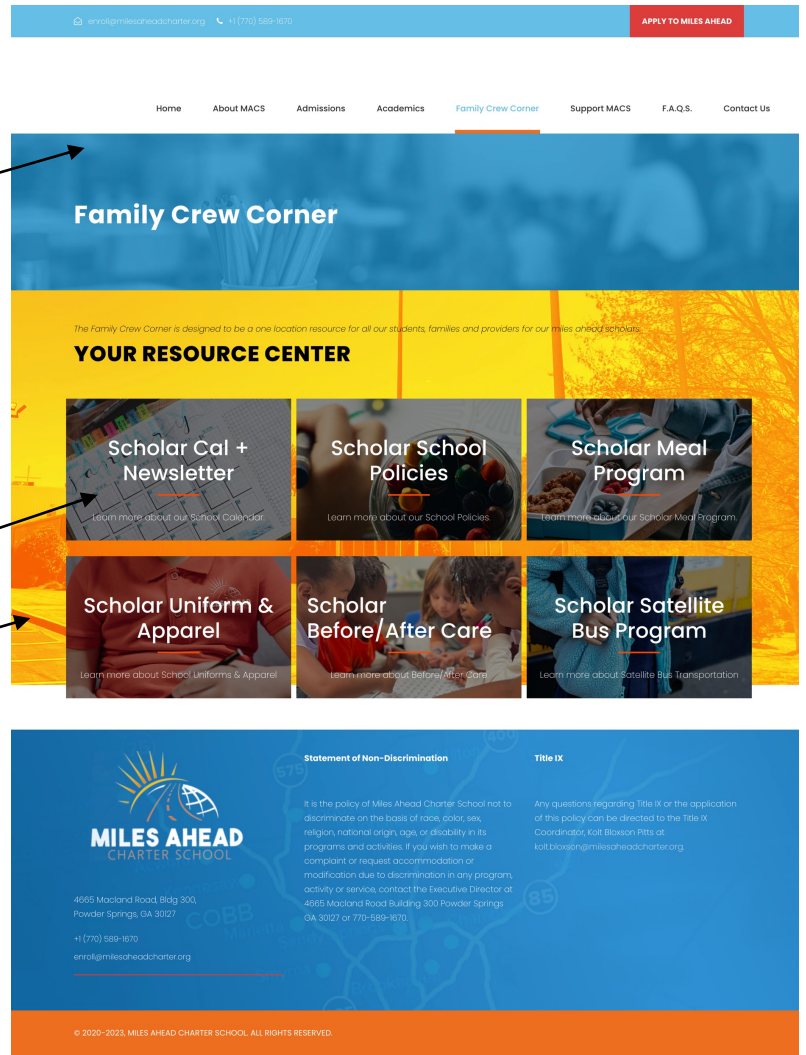 enroll@milesaheadcharter.org +1 (770) 589-1670 APPLY TO MILES AHEAD
Home About MACS Admissions Academics Family Crew Corner Support MACS F.A.Q.S. Contact Us
Family Crew Corner
The Family Crew Corner is designed to be a one location resource for all our students, families and providers for our miles ahead scholars.
YOUR RESOURCE CENTER
Scholar Cal +
Newsletter
Learn more about our School Calendar
Scholar School
Policies
Learn more about our School Policies.
Scholar Meal
Program
Learn more about our Scholar Meal Program.
Scholar Uniform &
Apparel
Learn more about School Uniforms & Apparel
Scholar
Before/After Care
Learn more about Before/After Care
Scholar Satellite
Bus Program
Learn more about Satellite Bus Transportation
MILES AHEAD
CHARTER SCHOOL
4665 Macland Road, Bldg 300,
Powder Springs, GA 30127
+1 (770) 589-1670
enroll@milesaheadcharter.org
Statement of Non-Discrimination
It is the policy of Miles Ahead Charter School not to
discriminate on the basis of race, color, sex,
religion, national origin, age, or disability in its
programs and activities. If you wish to make a
complaint or request accommodation or
modification due to discrimination in any program,
activity or service, contact the Executive Director at
4665 Macland Road Building 300 Powder Springs
GA 30127 or 770-589-1670.
Title IX
Any questions regarding Title IX or the application
of this policy can be directed to the Title IX
Coordinator, Kolt Bloxson Pitts at
kolt.bloxson@milesaheadcharter.org.
575
400
COBB
Marietta
85
© 2020-2023, MILES AHEAD CHARTER SCHOOL. ALL RIGHTS RESERVED.